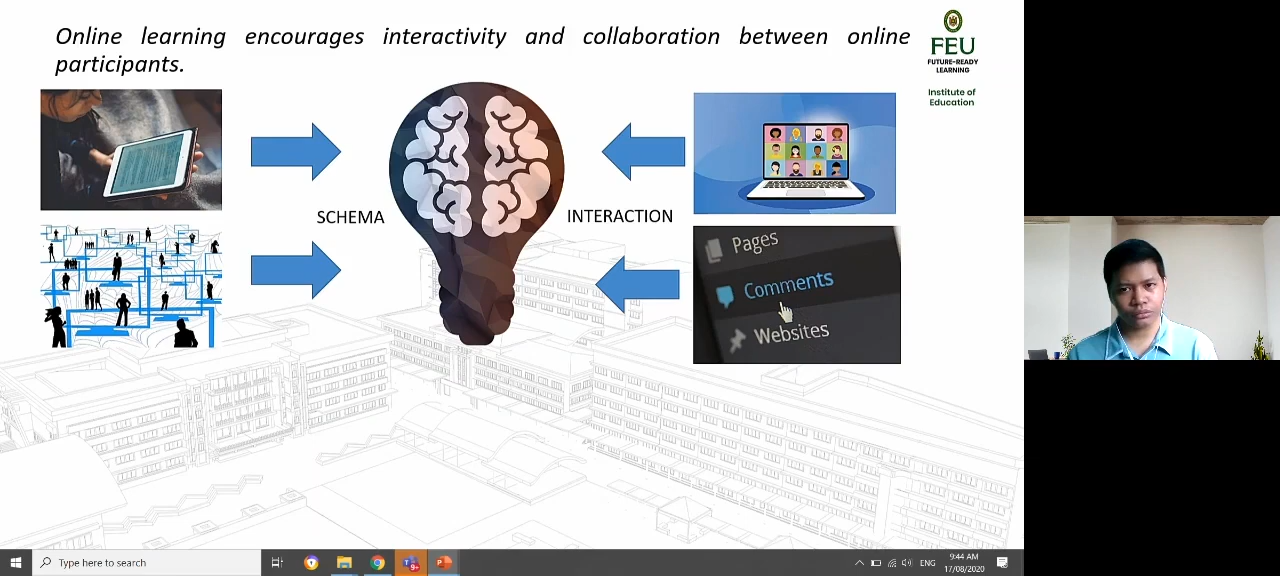 Online learning encourages interactivity and collaboration between online
participants.
FEU
FUTURE-READY
LEARNING
Institute of
Education
SCHEMA
INTERACTION
Pages
Comments
Websites
Type here to search
9+
ENG
9:44 AM
17/08/2020